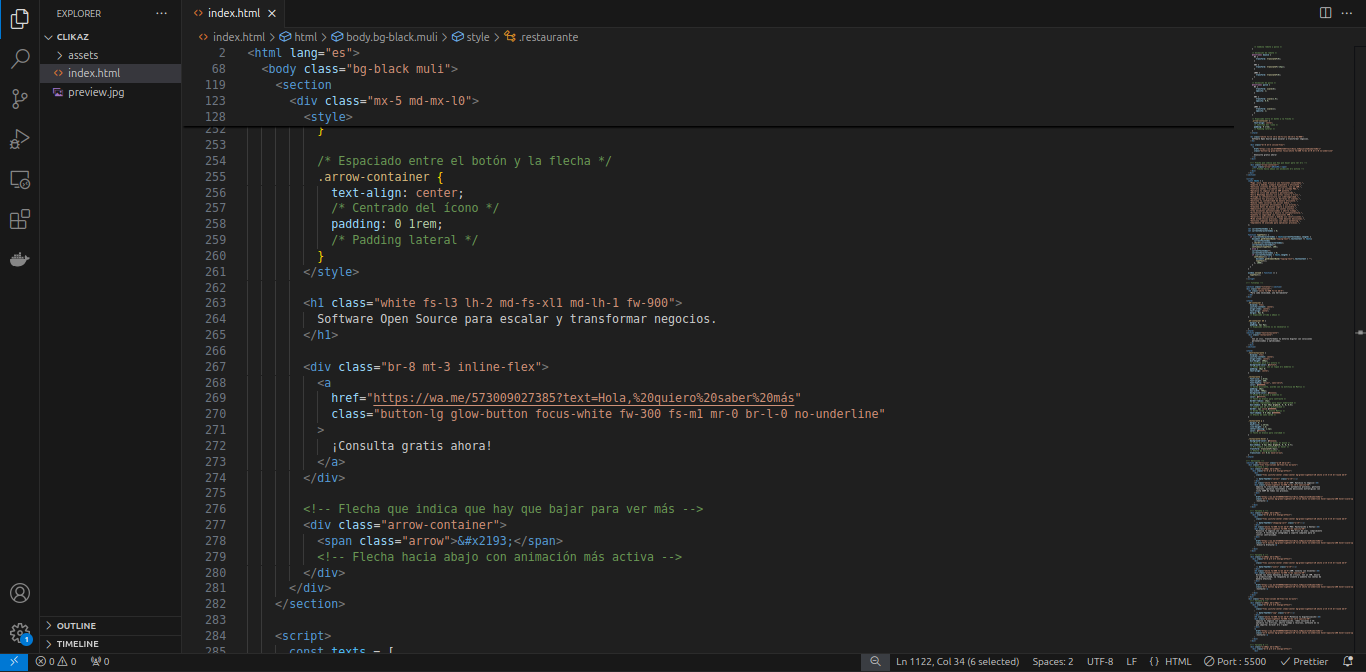 EXPLORER ···
CLIKAZ
assets
index.html
preview.jpg
OUTLINE
TIMELINE
1
<> index.html ×
<> index.html > html > body.bg-black.muli > style > .restaurante
2 <html lang="es">
68 <body class="bg-black muli">
119 <section
123 <div class="mx-5 md-mx-l0">
128 <style>
252 }
253
254 /* Espaciado entre el botón y la flecha */
255 .arrow-container {
256 text-align: center;
257 /* Centrado del ícono */
258 padding: 0 1rem;
259 /* Padding lateral */
260 }
261 </style>
262
263 <h1 class="white fs-l3 lh-2 md-fs-xl1 md-lh-1 fw-900">
264 Software Open Source para escalar y transformar negocios.
265 </h1>
266
267 <div class="br-8 mt-3 inline-flex">
268 <a
269 href="https://wa.me/573009027385?text=Hola,%20quiero%20saber%20más"
270 class="button-lg glow-button focus-white fw-300 fs-m1 mr-0 br-l-0 no-underline"
271 >
272 ¡Consulta gratis ahora!
273 </a>
274 </div>
275
276 <!-- Flecha que indica que hay que bajar para ver más -->
277 <div class="arrow-container">
278 <span class="arrow">&#x2193;</span>
279 <!-- Flecha hacia abajo con animación más activa -->
280 </div>
281 </div>
282 </section>
283
284 <script>
285 const texts = [
0 0 0 Ln 1122, Col 34 (6 selected) Spaces: 2 UTF-8 LF {} HTML Port : 5500 Prettier